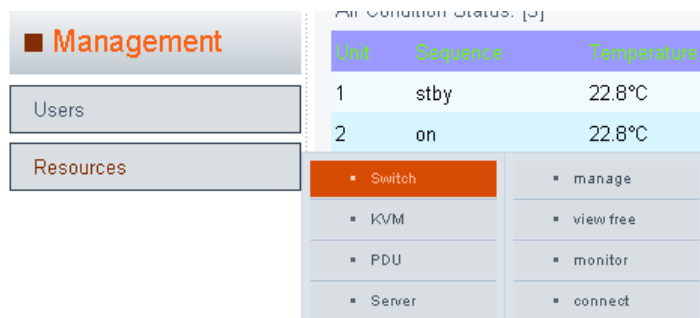 Air Condition Status: [3]
Management
Unit Sequence Temperature
1 stby 22.8°C
Users
2 on 22.8°C
Resources
Switch manage
KVM view free
PDU monitor
Server connect